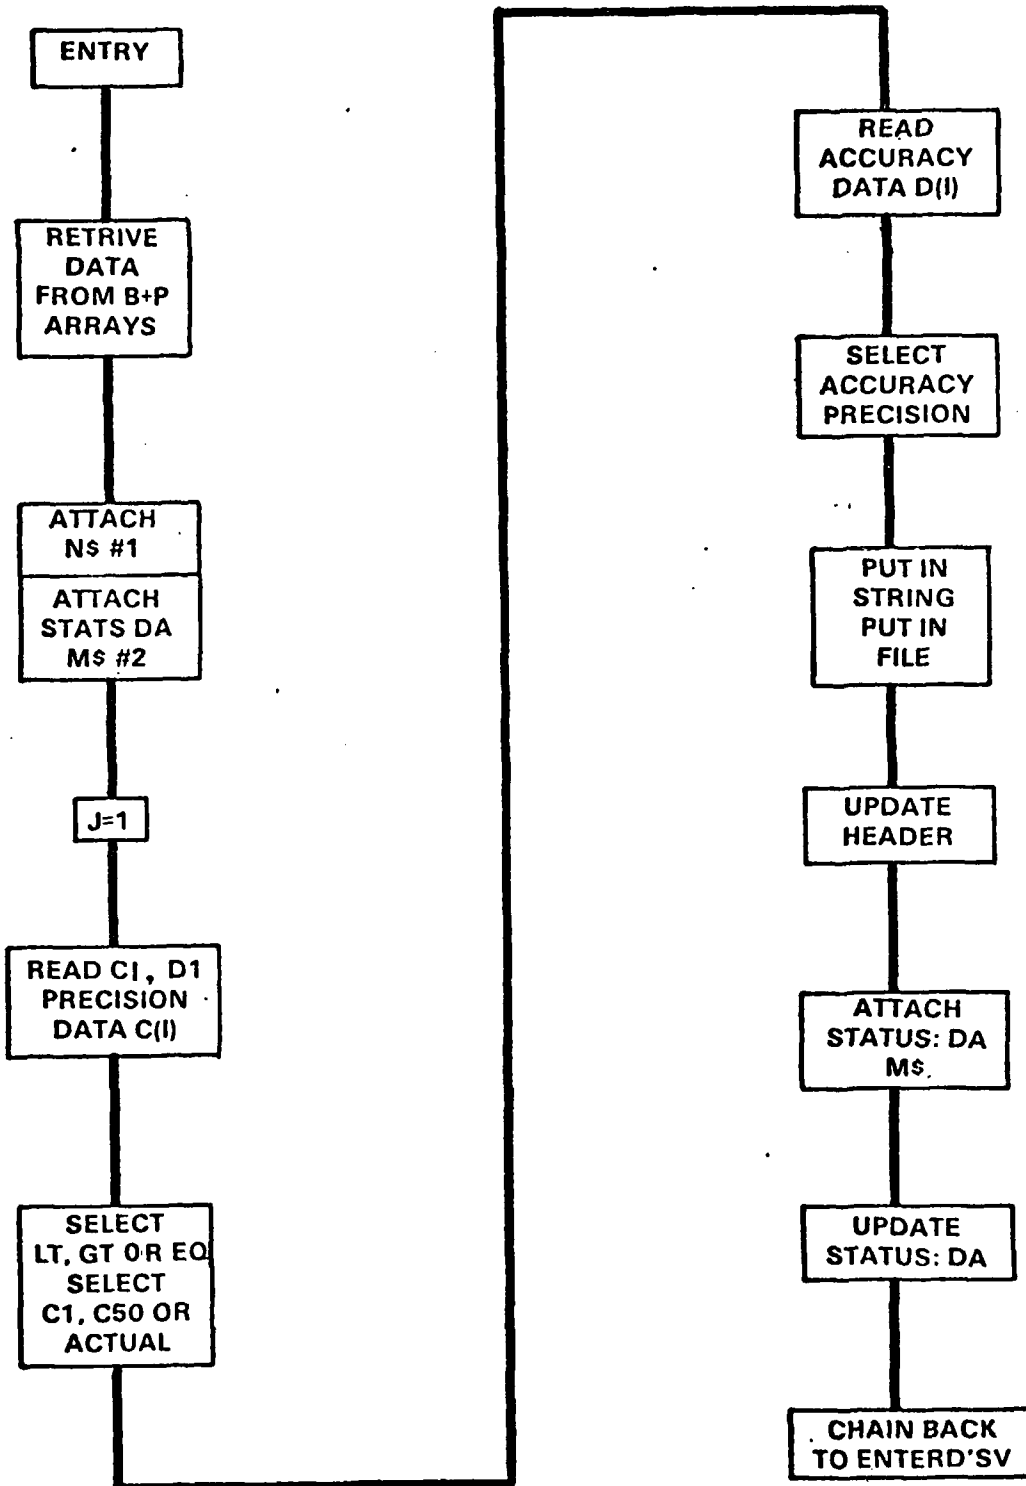 ENTRY
RETRIVE
DATA
FROM B+P
ARRAYS
ATTACH
N$ #1
ATTACH
STATS DA
M$ #2
J=1
READ CI, D1
PRECISION
DATA C(I)
SELECT
LT, GT OR EQ
SELECT
C1, C50 OR
ACTUAL
READ
ACCURACY
DATA D(I)
SELECT
ACCURACY
PRECISION
PUT IN
STRING
PUT IN
FILE
UPDATE
HEADER
ATTACH
STATUS: DA
M$.
UPDATE
STATUS: DA
CHAIN BACK
TO ENTERD'SV